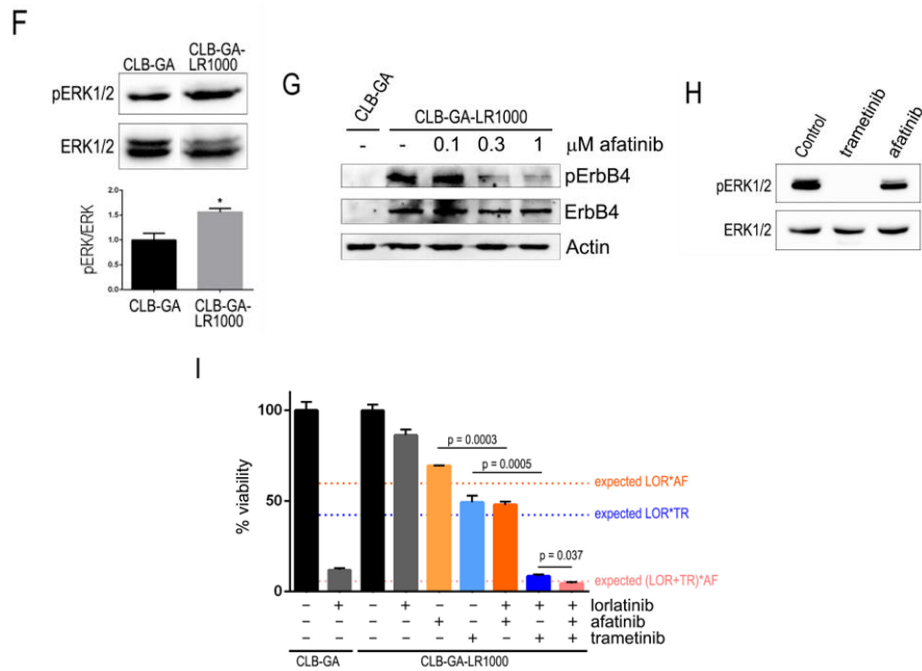 F
CLB-GA CLB-GA-LR1000
pERK1/2
ERK1/2
pERK/ERK
2.0
1.5
1.0
0.5
0.0
*
CLB-GA CLB-GA-LR1000
G
CLB-GA CLB-GA-LR1000
- - 0.1 0.3 1 μM afatinib
pErbB4
ErbB4
Actin
H
Control trametinib afatinib
pERK1/2
ERK1/2
I
% viability
100
50
0
p = 0.0003
p = 0.0005
p = 0.037
expected LOR*AF
expected LOR*TR
expected (LOR+TR)*AF
– + – + – – + + + lorlatinib
– – – – + – + – + afatinib
– – – – – + – + + trametinib
CLB-GA CLB-GA-LR1000